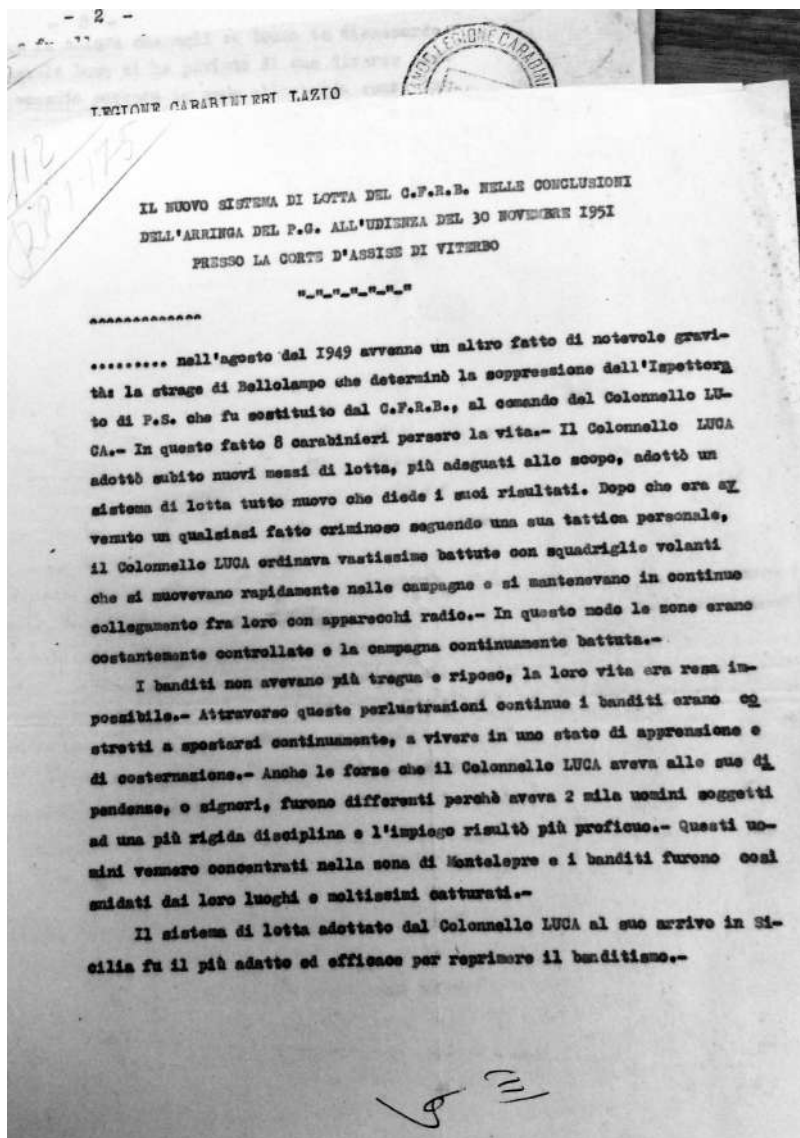 - 2 -
LEGIONE CARABINIERI LAZIO
LEGIONE CARABINI
112
IL NUOVO SISTEMA DI LOTTA DEL C.F.R.B. NELLE CONCLUSIONI
DELL'ARRINGA DEL P.G. ALL'UDIENZA DEL 30 NOVEMBRE I95I
PRESSO LA CORTE D'ASSISE DI VITERBO
"-"-"-"-"-"-"
^^^^^^^^^^^^^
......... nell'agosto del I949 avvenne un altro fatto di notevole gravi-
tà: la strage di Bellolampo che determinò la soppressione dell'Ispettora
to di P.S. che fu sostituito dal C.F.R.B., al comando del Colonnello LU-
CA.- In questo fatto 8 carabinieri persero la vita.- Il Colonnello LUCA
adottò subito nuovi mezzi di lotta, più adeguati allo scopo, adottò un
sistema di lotta tutto nuovo che diede i suoi risultati. Dopo che era av
venuto un qualsiasi fatto criminoso seguendo una sua tattica personale,
il Colonnello LUCA ordinava vastissime battute con squadriglie volanti
che si muovevano rapidamente nelle campagne e si mantenevano in continuo
collegamento fra loro con apparecchi radio.- In questo modo le zone erano
costantemente controllate e la campagna continuamente battuta.-
I banditi non avevano più tregua e riposo, la loro vita era resa im-
possibile.- Attraverso queste perlustrazioni continue i banditi erano co
stretti a spostarsi continuamente, a vivere in uno stato di apprensione e
di costernazione.- Anche le forze che il Colonnello LUCA aveva alle sue di
pendenze, o signori, furono differenti perchè aveva 2 mila uomini soggetti
ad una più rigida disciplina e l'impiego risultò più proficuo.- Questi uo-
mini vennero concentrati nella zona di Montelepre e i banditi furono così
snidati dai loro luoghi e moltissimi catturati.-
Il sistema di lotta adottato dal Colonnello LUCA al suo arrivo in Si-
cilia fu il più adatto ed efficace per reprimere il banditismo.-
(11)